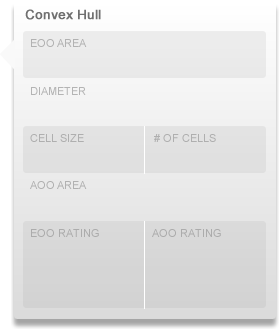 Convex Hull
EOO AREA
DIAMETER
CELL SIZE # OF CELLS
AOO AREA
EOO RATING AOO RATING